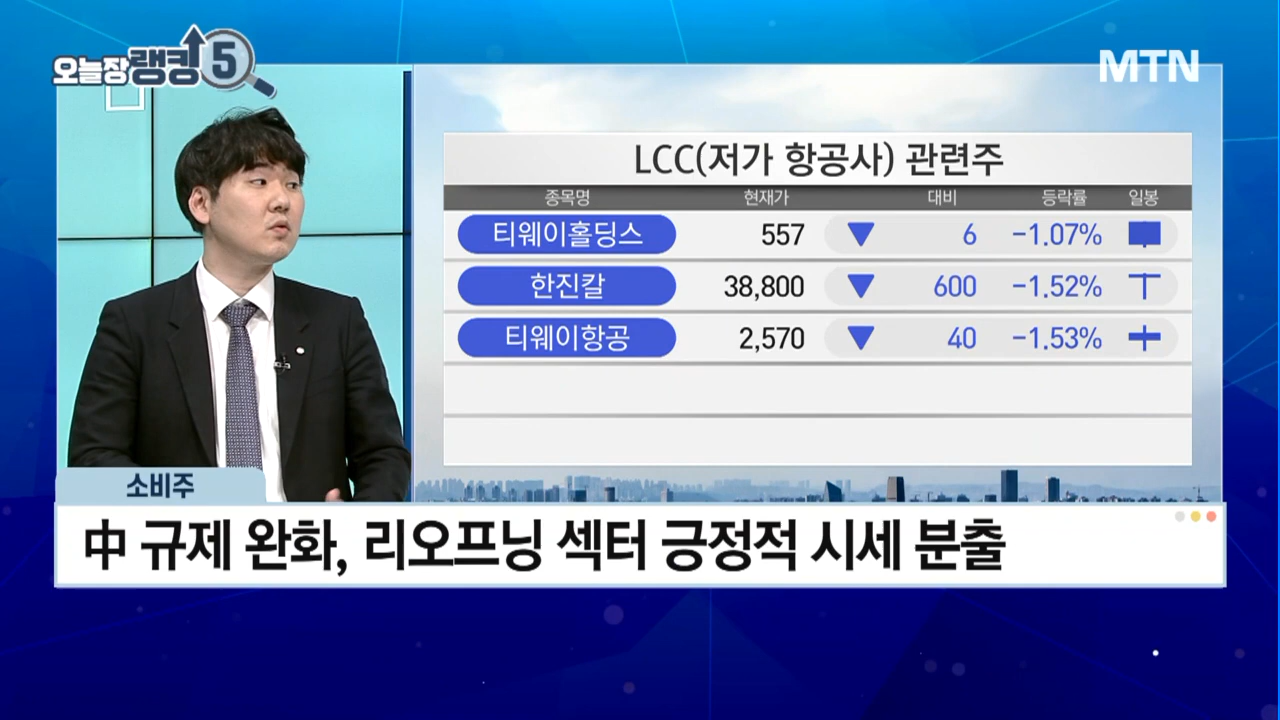 오늘장랭킹5
MTN
LCC(저가 항공사) 관련주
종목명 현재가 대비 등락률 일봉
티웨이홀딩스 557 ▼ 6 -1.07%
한진칼 38,800 ▼ 600 -1.52%
티웨이항공 2,570 ▼ 40 -1.53%
소비주
中 규제 완화, 리오프닝 섹터 긍정적 시세 분출